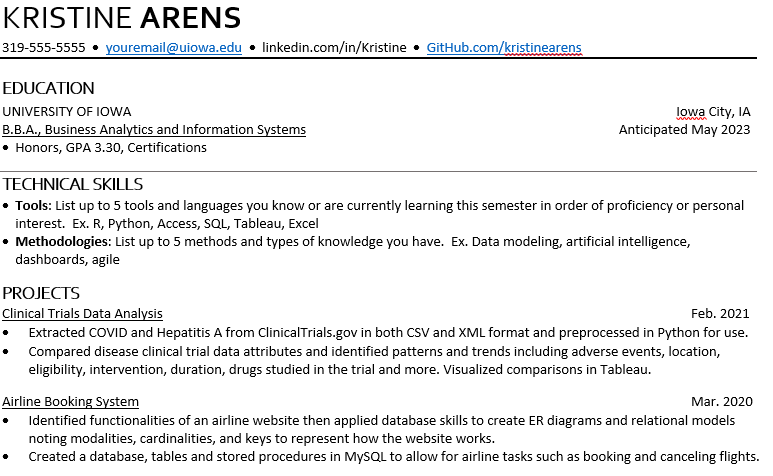 KRISTINE ARENS
319-555-5555 • youremail@uiowa.edu • linkedin.com/in/Kristine • GitHub.com/kristinearens
EDUCATION
UNIVERSITY OF IOWA Iowa City, IA
B.B.A., Business Analytics and Information Systems Anticipated May 2023
• Honors, GPA 3.30, Certifications
TECHNICAL SKILLS
• Tools: List up to 5 tools and languages you know or are currently learning this semester in order of proficiency or personal
interest. Ex. R, Python, Access, SQL, Tableau, Excel
• Methodologies: List up to 5 methods and types of knowledge you have. Ex. Data modeling, artificial intelligence,
dashboards, agile
PROJECTS
Clinical Trials Data Analysis Feb. 2021
• Extracted COVID and Hepatitis A from ClinicalTrials.gov in both CSV and XML format and preprocessed in Python for use.
• Compared disease clinical trial data attributes and identified patterns and trends including adverse events, location,
eligibility, intervention, duration, drugs studied in the trial and more. Visualized comparisons in Tableau.
Airline Booking System Mar. 2020
• Identified functionalities of an airline website then applied database skills to create ER diagrams and relational models
noting modalities, cardinalities, and keys to represent how the website works.
• Created a database, tables and stored procedures in MySQL to allow for airline tasks such as booking and canceling flights.